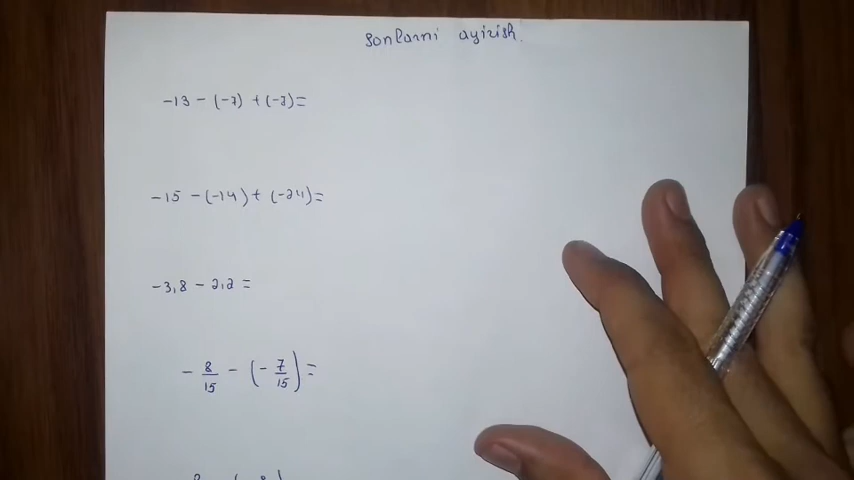 sonlarni ayirish.
-13 - (-7) + (-7) =
-15 - (-14) + (-24) =
-3,8 - 2,2 =
- 8/15 - (- 7/15) =